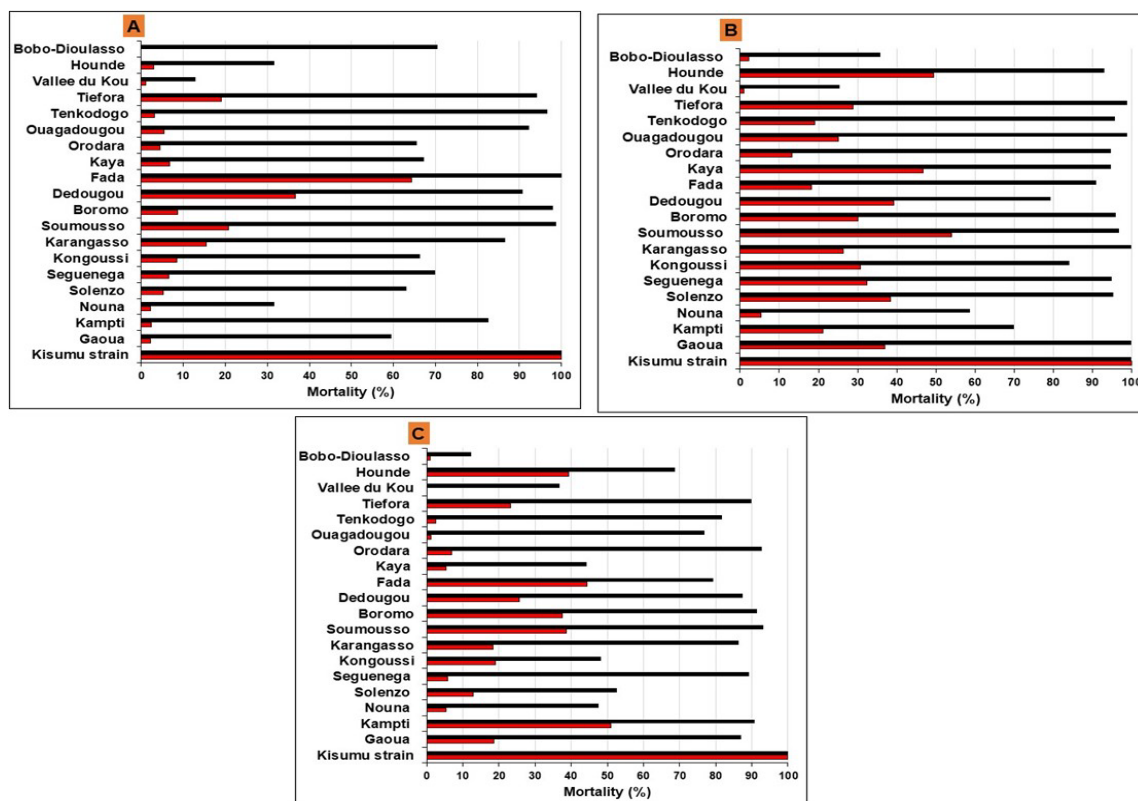 A
Bobo-Dioulasso
Hounde
Vallee du Kou
Tiefora
Tenkodogo
Ouagadougou
Orodara
Kaya
Fada
Dedougou
Boromo
Soumousso
Karangasso
Kongoussi
Seguenega
Solenzo
Nouna
Kampti
Gaoua
Kisumu strain
0 10 20 30 40 50 60 70 80 90 100
Mortality (%)
B
Bobo-Dioulasso
Hounde
Vallee du Kou
Tiefora
Tenkodogo
Ouagadougou
Orodara
Kaya
Fada
Dedougou
Boromo
Soumousso
Karangasso
Kongoussi
Seguenega
Solenzo
Nouna
Kampti
Gaoua
Kisumu strain
0 10 20 30 40 50 60 70 80 90 100
Mortality (%)
C
Bobo-Dioulasso
Hounde
Vallee du Kou
Tiefora
Tenkodogo
Ouagadougou
Orodara
Kaya
Fada
Dedougou
Boromo
Soumousso
Karangasso
Kongoussi
Seguenega
Solenzo
Nouna
Kampti
Gaoua
Kisumu strain
0 10 20 30 40 50 60 70 80 90 100
Mortality (%)